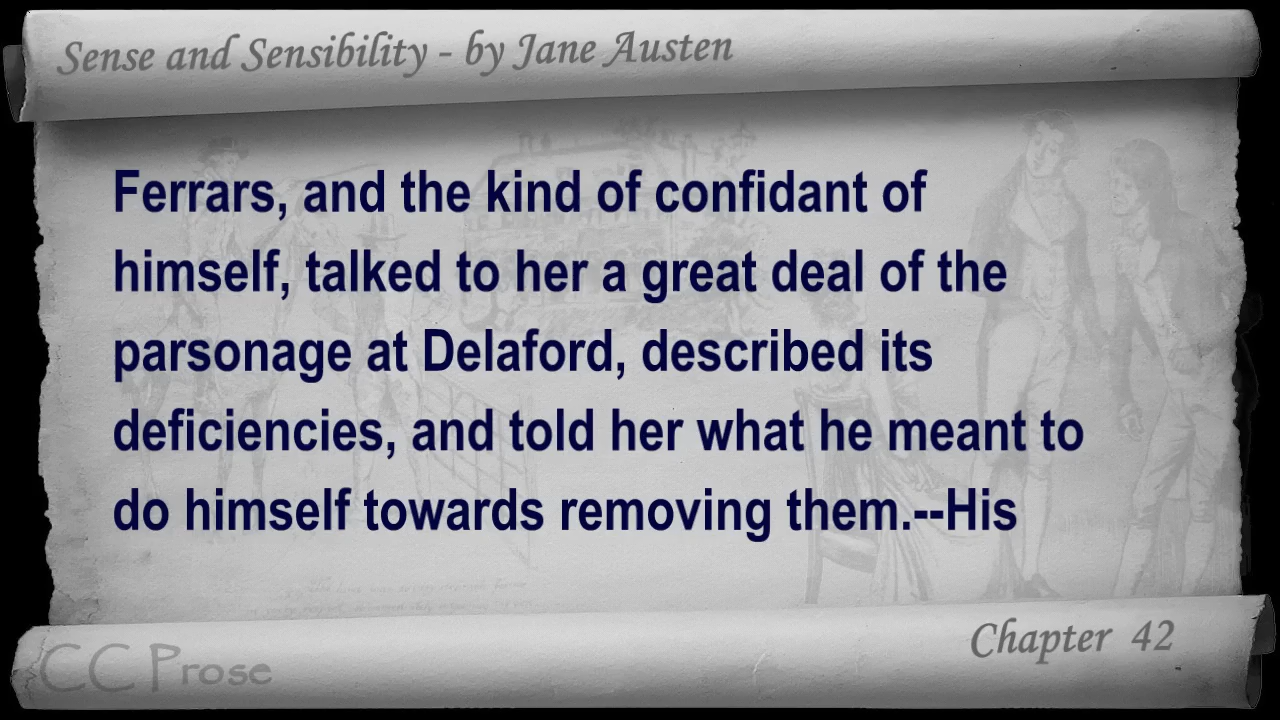 Sense and Sensibility - by Jane Austen
Ferrars, and the kind of confidant of
himself, talked to her a great deal of the
parsonage at Delaford, described its
deficiencies, and told her what he meant to
do himself towards removing them.--His
Chapter 42
CC Prose